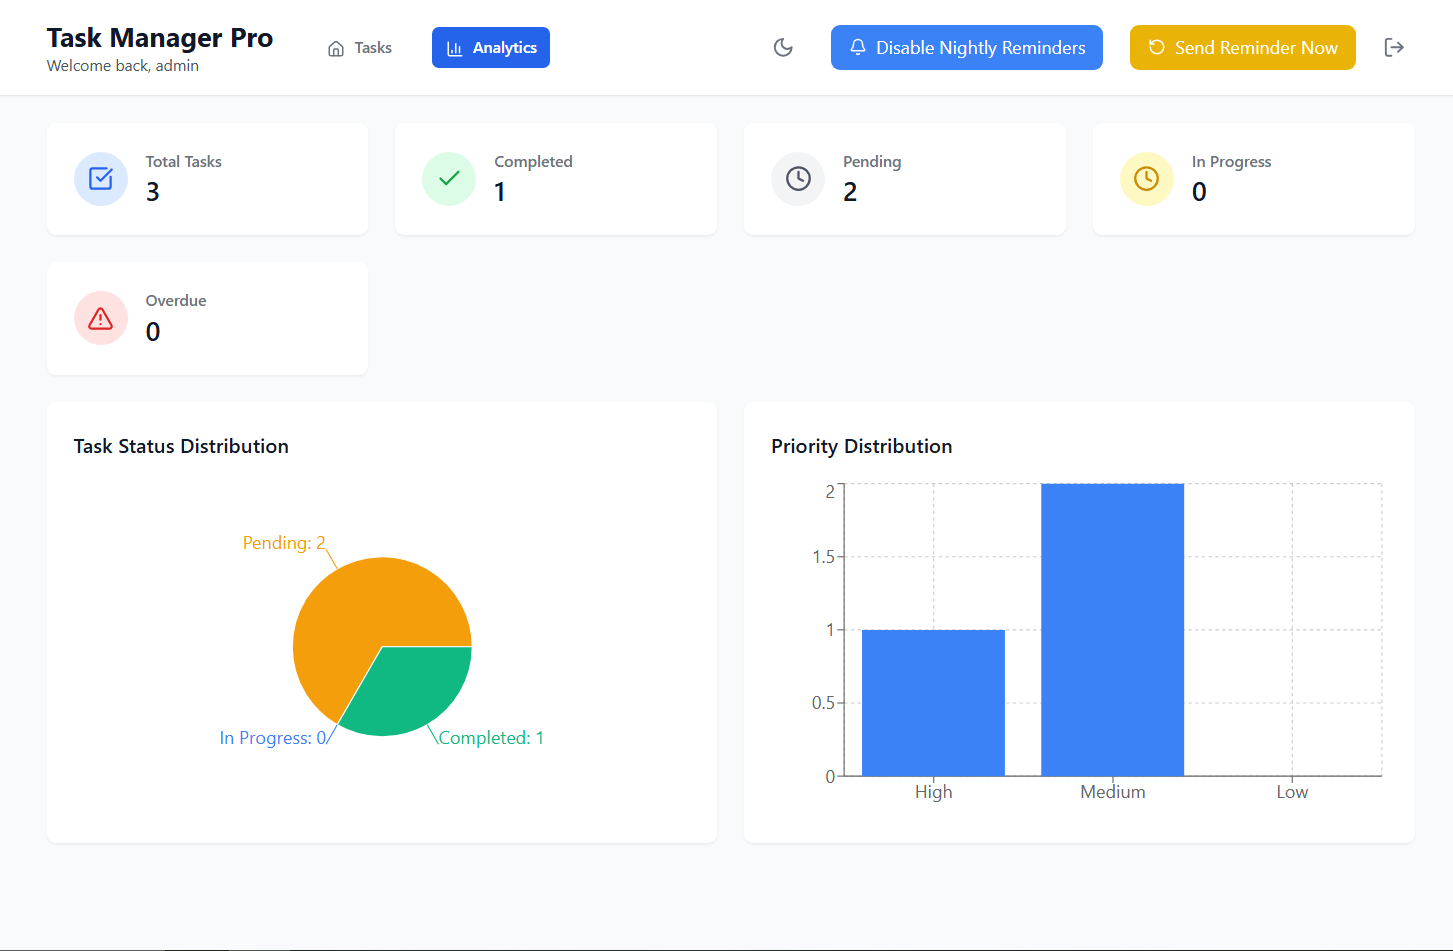 Task Manager Pro
Welcome back, admin
Tasks
Analytics
Disable Nightly Reminders
Send Reminder Now
Total Tasks
3
Completed
1
Pending
2
In Progress
0
Overdue
0
Task Status Distribution
Pending: 2
In Progress: 0
Completed: 1
Priority Distribution
2
1.5
1
0.5
0
High
Medium
Low